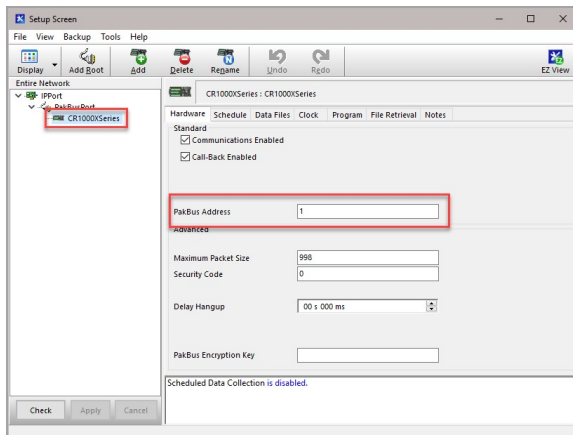 Setup Screen
File View Backup Tools Help
Display Add Root Add Delete Rename Undo Redo EZ View
Entire Network
IPPort
PakBusPort
CR1000XSeries
CR1000XSeries : CR1000XSeries
Hardware Schedule Data Files Clock Program File Retrieval Notes
Standard
Communications Enabled
Call-Back Enabled
PakBus Address 1
Advanced
Maximum Packet Size 998
Security Code 0
Delay Hangup 00 s 000 ms
PakBus Encryption Key
Scheduled Data Collection is disabled.
Check Apply Cancel